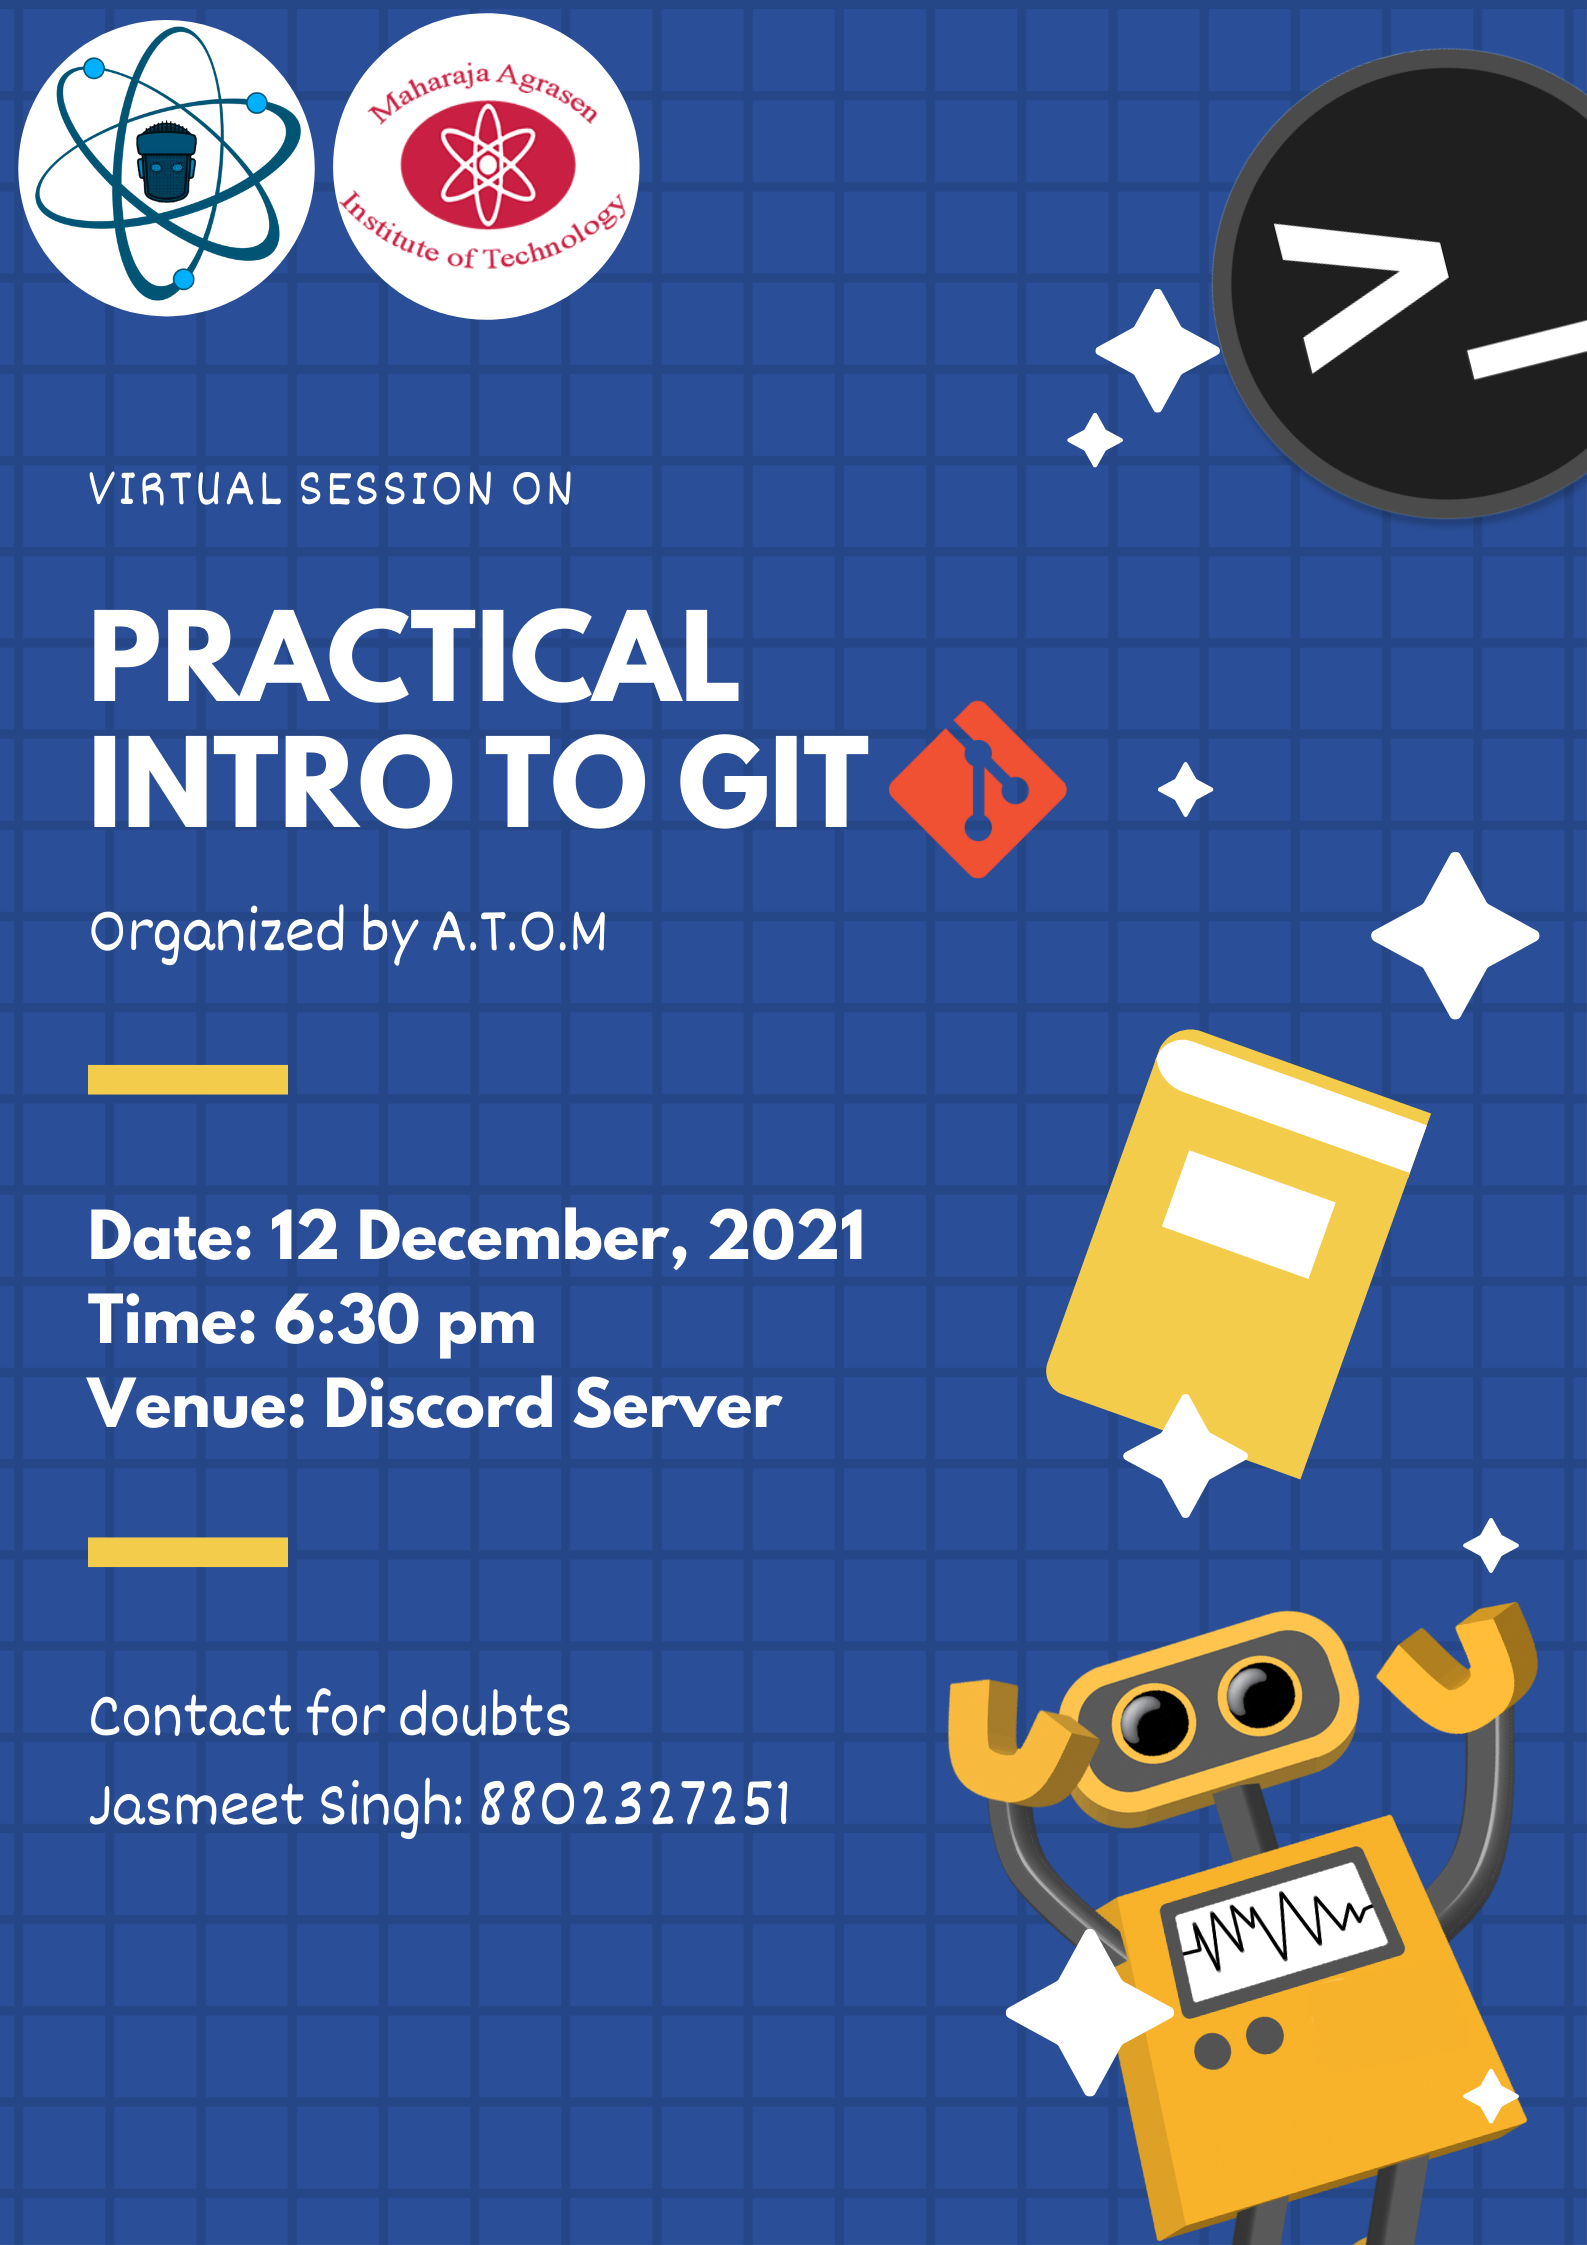 Maharaja Agrasen
Institute of Technology
>_
VIRTUAL SESSION ON
PRACTICAL
INTRO TO GIT
Organized by A.T.O.M
Date: 12 December, 2021
Time: 6:30 pm
Venue: Discord Server
Contact for doubts
Jasmeet Singh: 8802327251